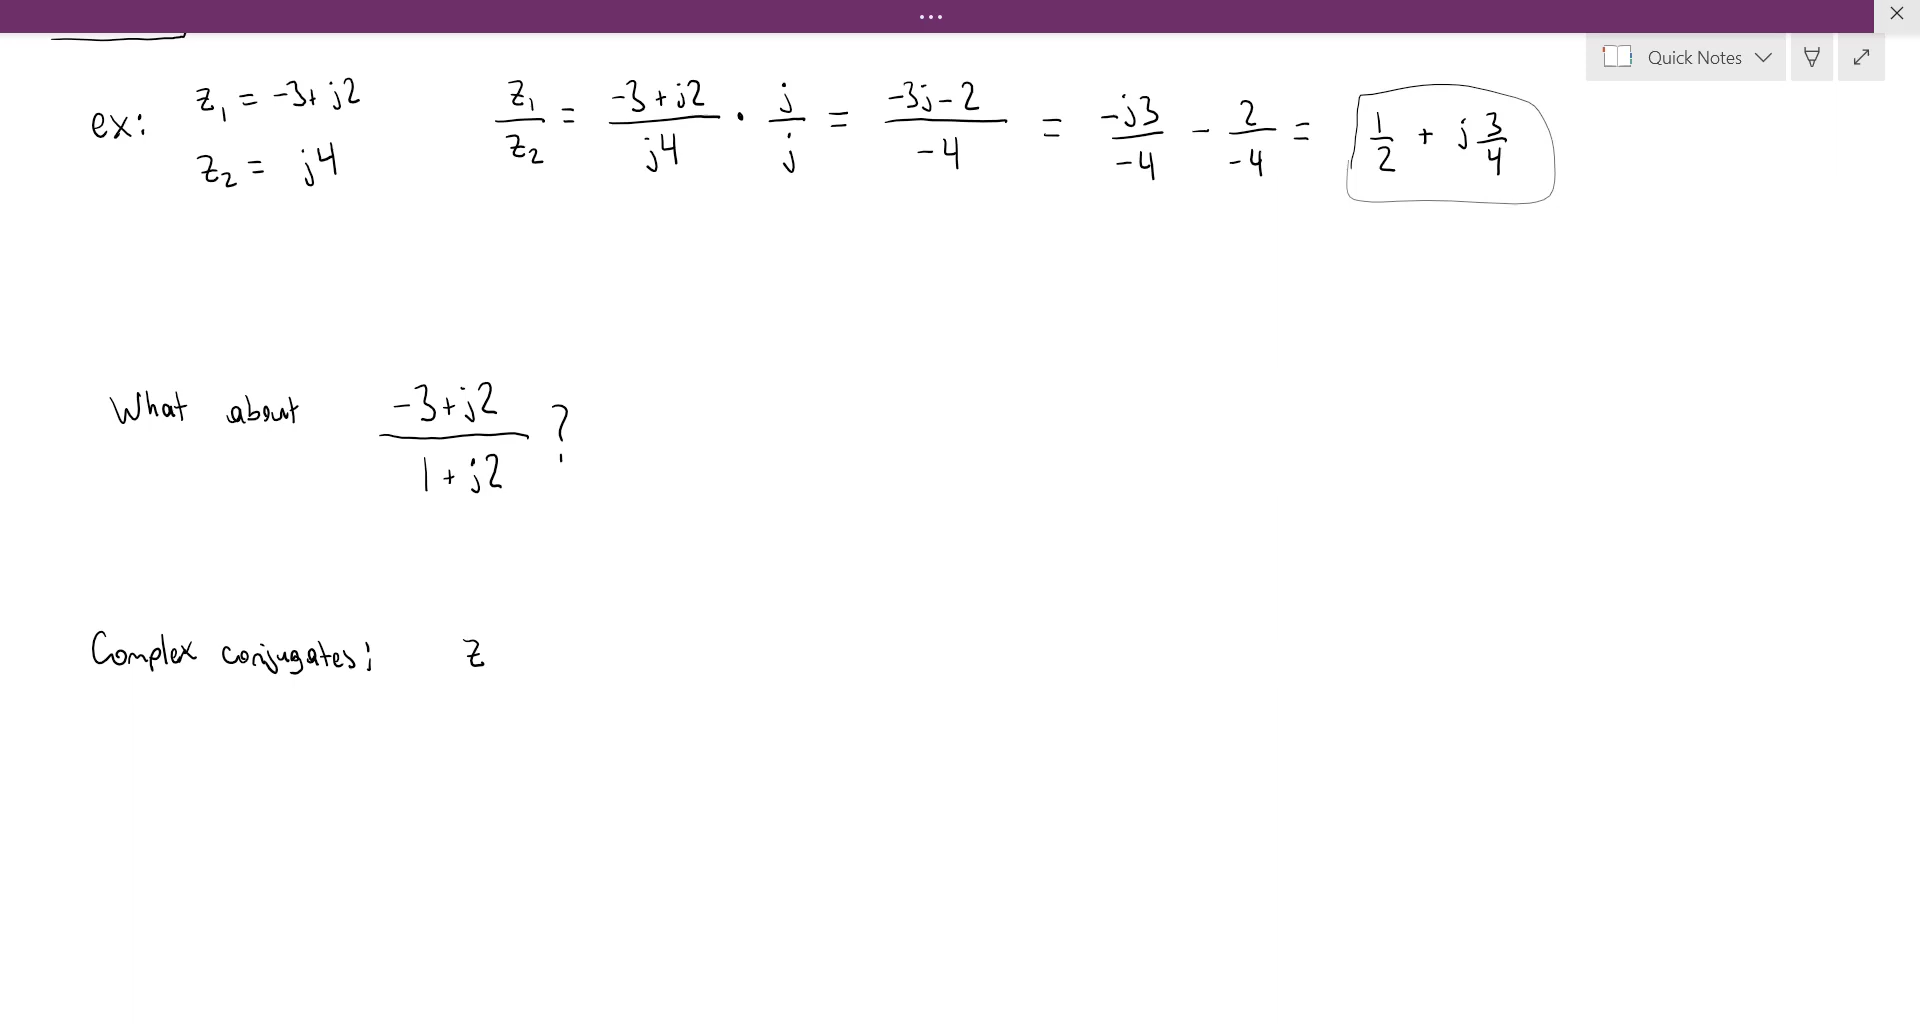 Quick Notes
ex: z₁ = -3+j2 z₁/z₂ = (-3+j2)/(j4) · j/j = (-3j-2)/(-4) = (-j3)/(-4) - 2/(-4) = 1/2 + j 3/4
z₂ = j4
What about (-3+j2)/(1+j2) ?
Complex conjugates: z